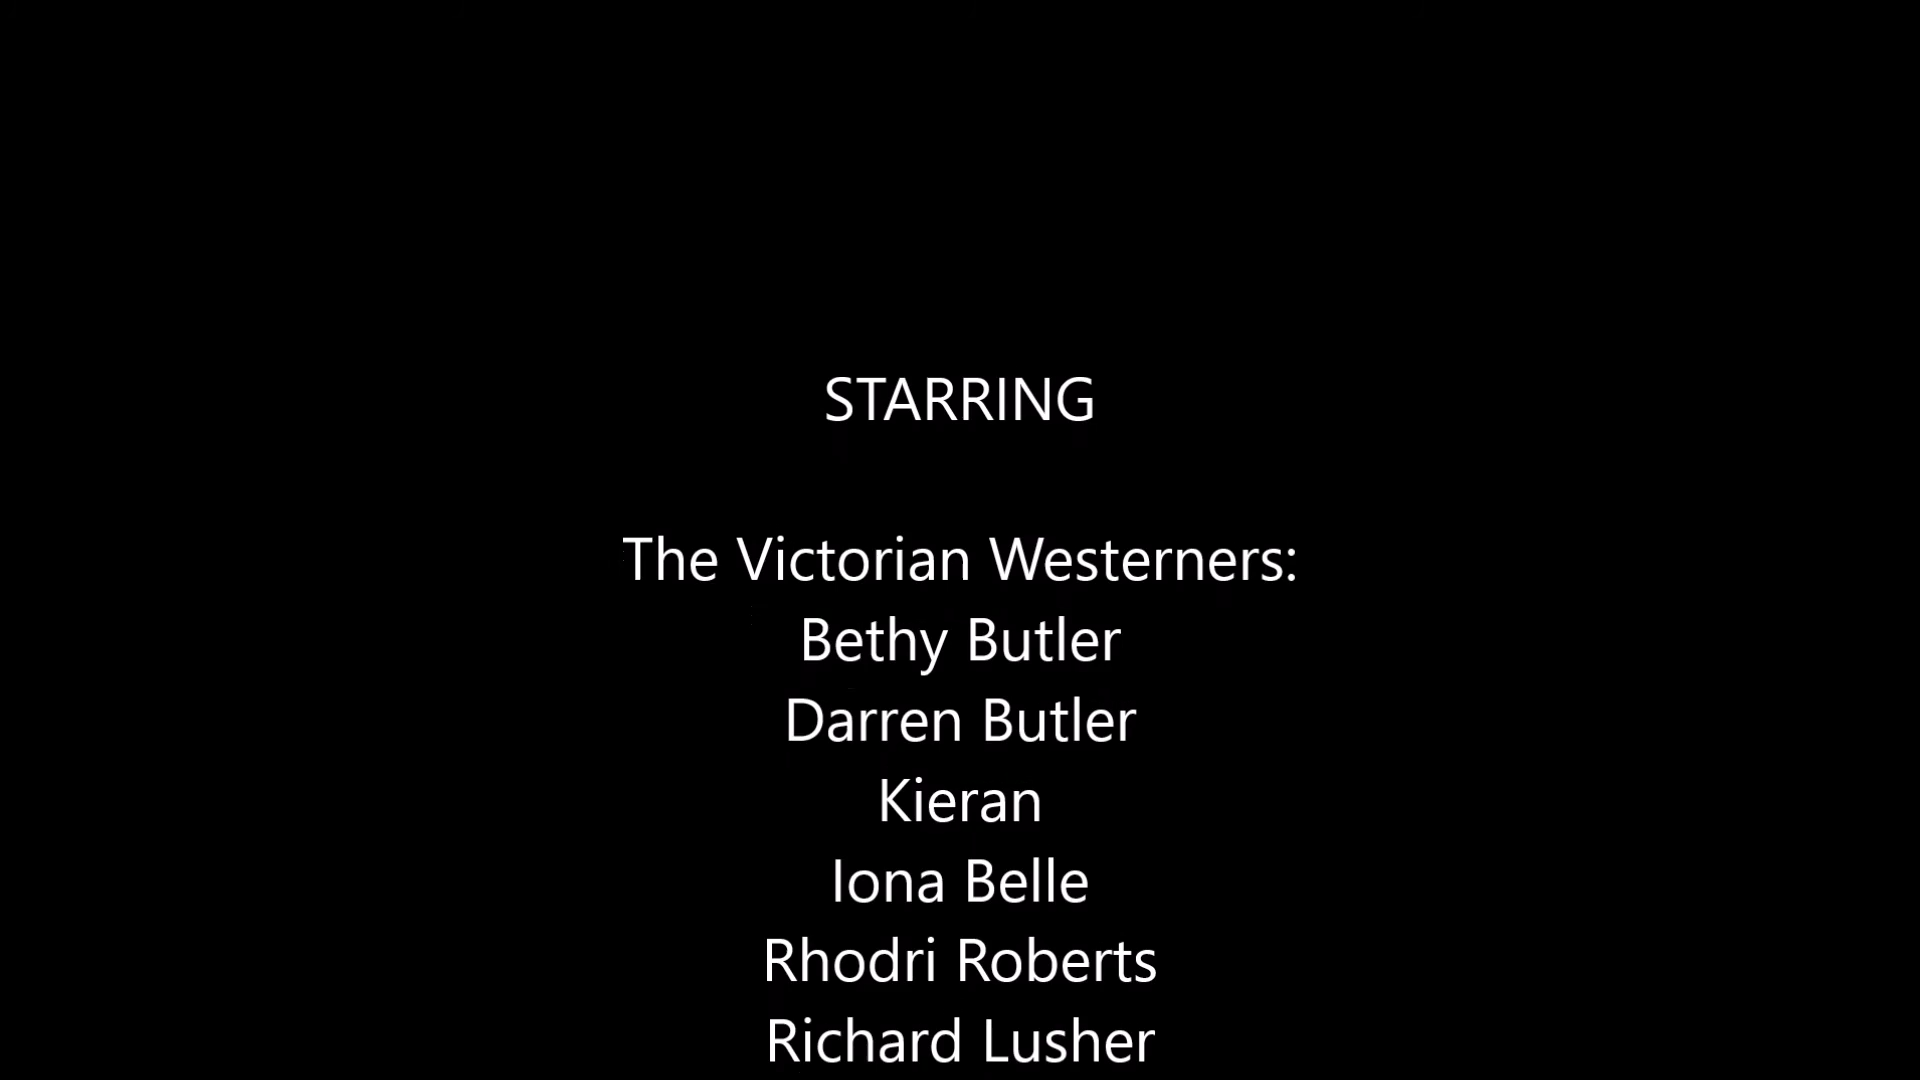 STARRING
The Victorian Westerners:
Bethy Butler
Darren Butler
Kieran
Iona Belle
Rhodri Roberts
Richard Lusher